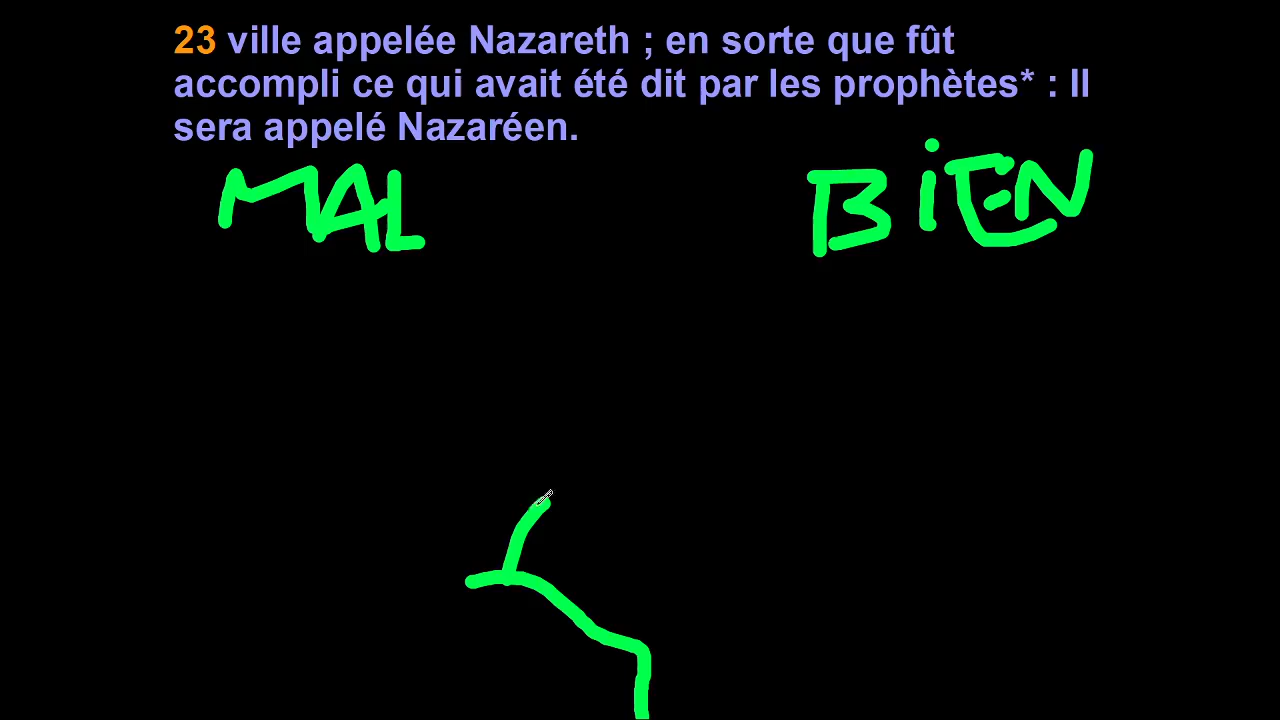 23 ville appelée Nazareth ; en sorte que fût
accompli ce qui avait été dit par les prophètes* : Il
sera appelé Nazaréen.
MAL BiEN